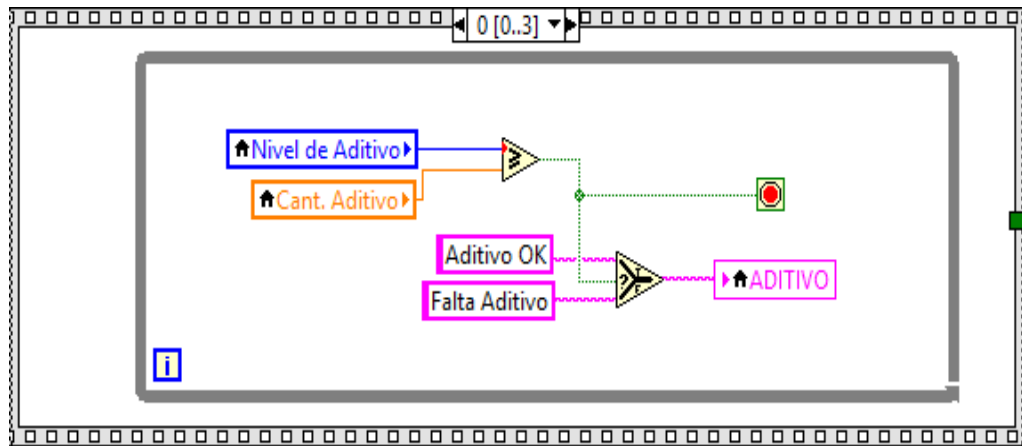 0 [0..3]
Nivel de Aditivo
Cant. Aditivo
≥
Aditivo OK
Falta Aditivo
? T F
ADITIVO
i